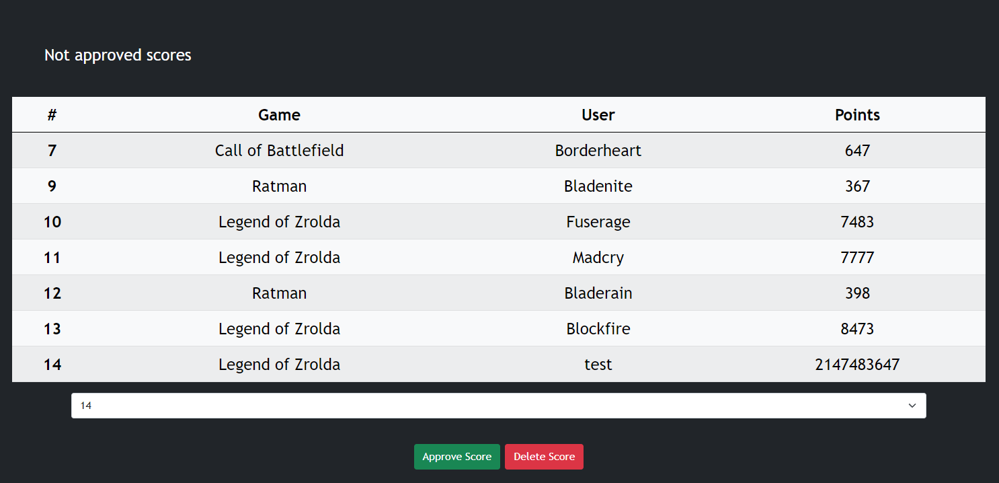 Not approved scores
# Game User Points
7 Call of Battlefield Borderheart 647
9 Ratman Bladenite 367
10 Legend of Zrolda Fuserage 7483
11 Legend of Zrolda Madcry 7777
12 Ratman Bladerain 398
13 Legend of Zrolda Blockfire 8473
14 Legend of Zrolda test 2147483647
14
Approve Score Delete Score